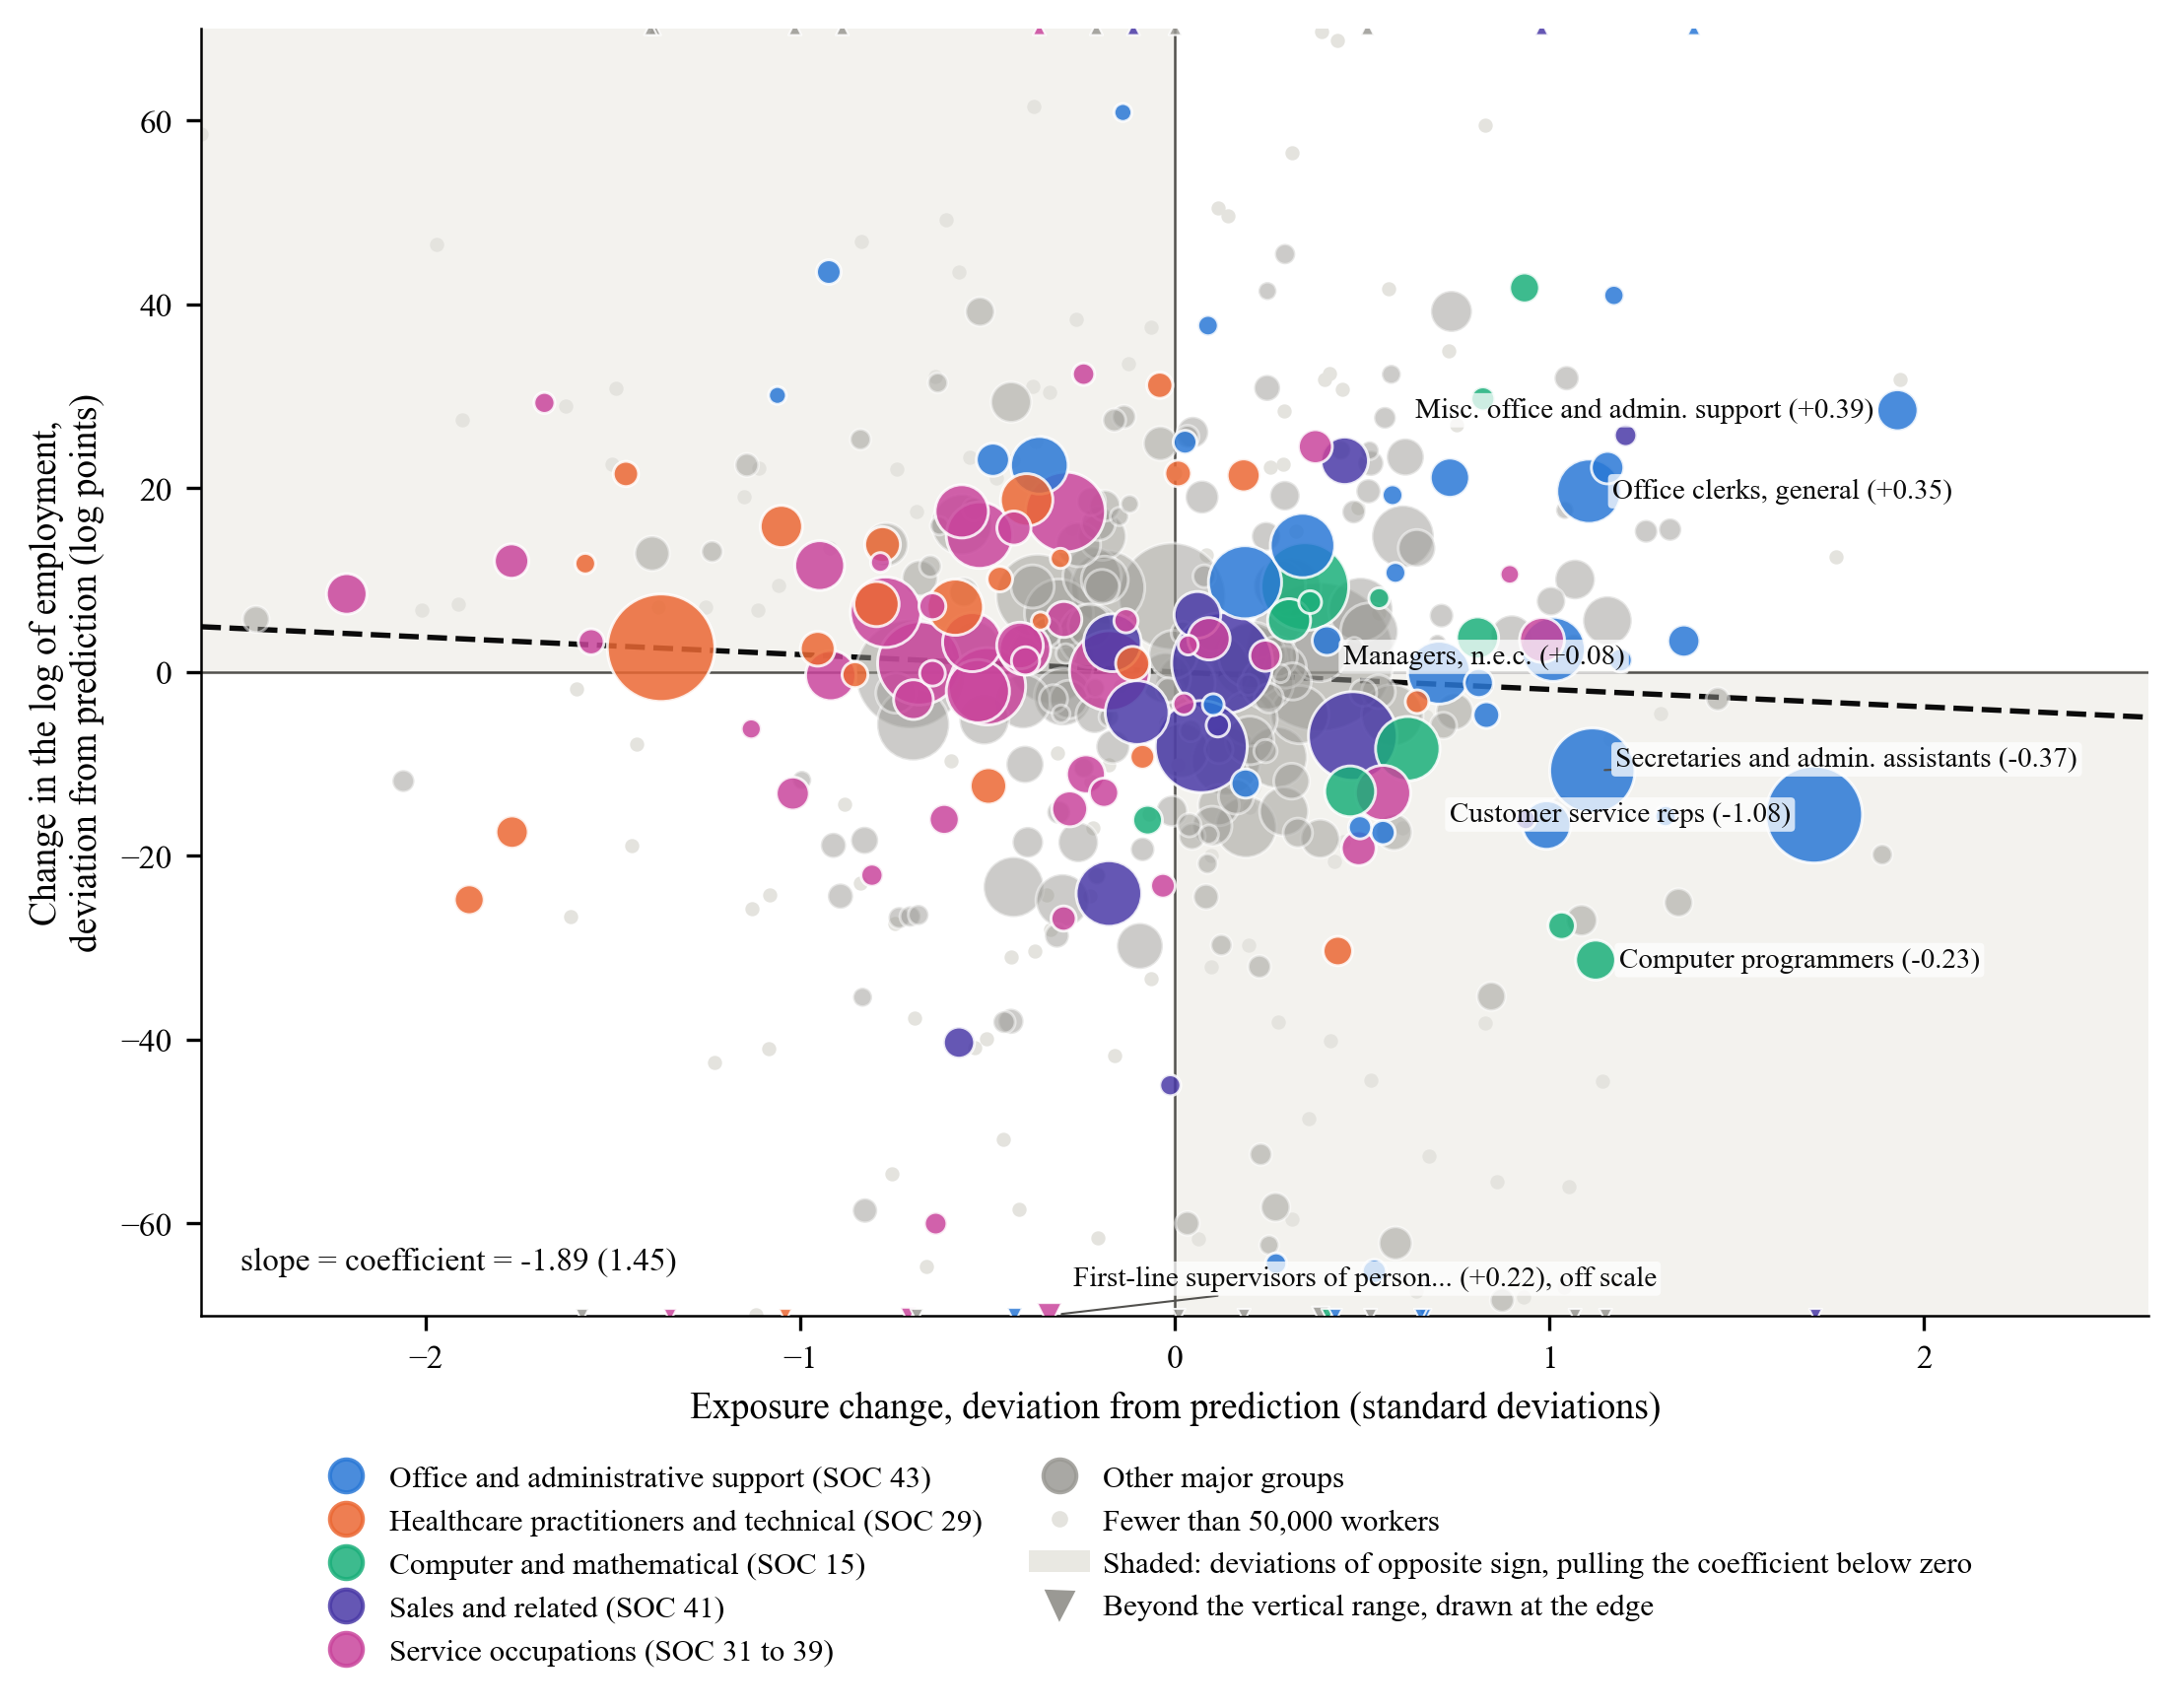 60
40
20
0
−20
−40
−60
Change in the log of employment,
deviation from prediction (log points)
Misc. office and admin. support (+0.39)
Office clerks, general (+0.35)
Managers, n.e.c. (+0.08)
Secretaries and admin. assistants (-0.37)
Customer service reps (-1.08)
Computer programmers (-0.23)
slope = coefficient = -1.89 (1.45)
First-line supervisors of person... (+0.22), off scale
−2
−1
0
1
2
Exposure change, deviation from prediction (standard deviations)
Office and administrative support (SOC 43)
Healthcare practitioners and technical (SOC 29)
Computer and mathematical (SOC 15)
Sales and related (SOC 41)
Service occupations (SOC 31 to 39)
Other major groups
Fewer than 50,000 workers
Shaded: deviations of opposite sign, pulling the coefficient below zero
Beyond the vertical range, drawn at the edge